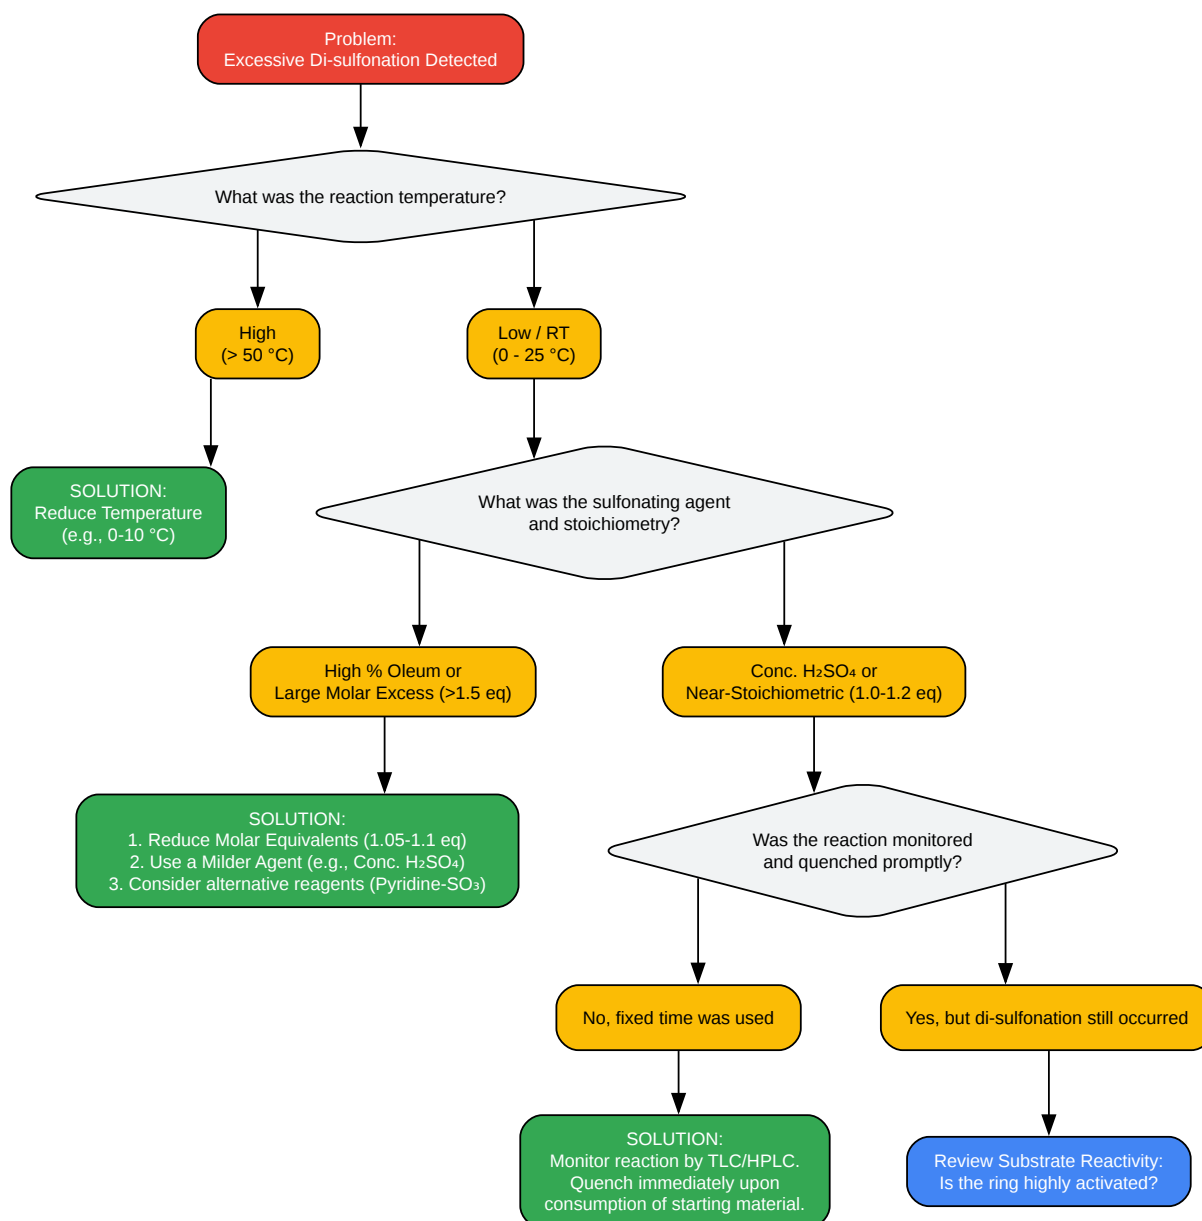 Problem:
Excessive Di-sulfonation Detected
What was the reaction temperature?
High
(> 50 °C)
Low / RT
(0 - 25 °C)
SOLUTION:
Reduce Temperature
(e.g., 0-10 °C)
What was the sulfonating agent
and stoichiometry?
High % Oleum or
Large Molar Excess (>1.5 eq)
Conc. H₂SO₄ or
Near-Stoichiometric (1.0-1.2 eq)
SOLUTION:
1. Reduce Molar Equivalents (1.05-1.1 eq)
2. Use a Milder Agent (e.g., Conc. H₂SO₄)
3. Consider alternative reagents (Pyridine-SO₃)
Was the reaction monitored
and quenched promptly?
No, fixed time was used
Yes, but di-sulfonation still occurred
SOLUTION:
Monitor reaction by TLC/HPLC.
Quench immediately upon
consumption of starting material.
Review Substrate Reactivity:
Is the ring highly activated?